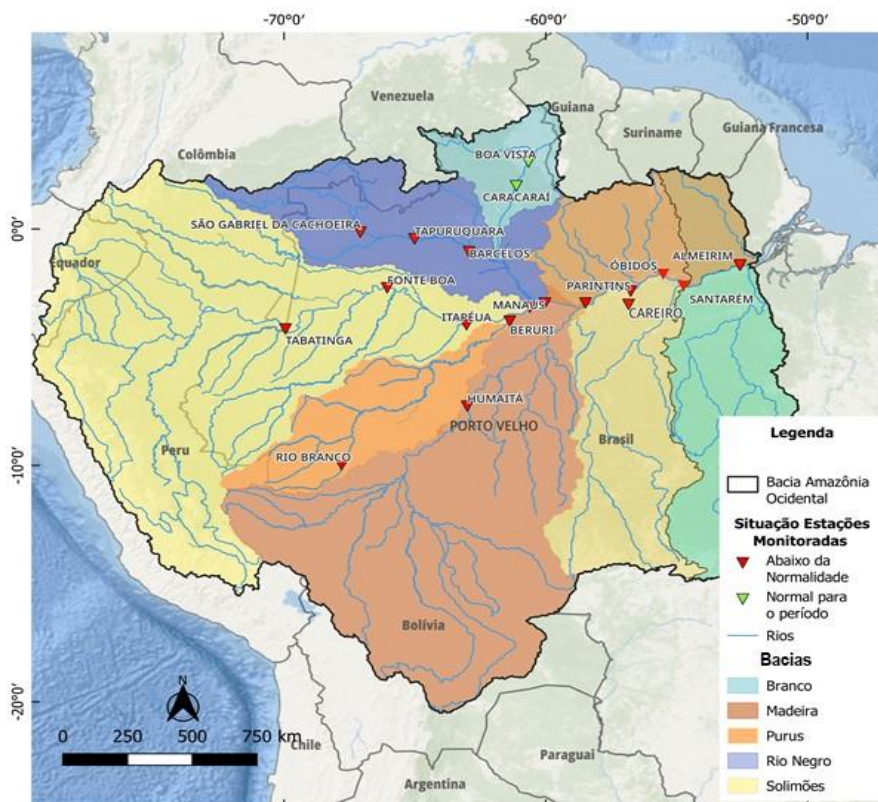 -70°0′ -60°0′ -50°0′
Venezuela
Guiana
Suriname
Guiana Francesa
Colômbia
BOA VISTA
CARACARAÍ
0°0′
SÃO GABRIEL DA CACHOEIRA
TAPURUQUARA
BARCELOS
Equador
FONTE BOA
ÓBIDOS
ALMEIRIM
PARINTINS
MANAUS
SANTARÉM
ITAPÉUA
CAREIRO
BERURI
TABATINGA
HUMAITÁ
PORTO VELHO
Peru
RIO BRANCO
Brasil
-10°0′
Bolívia
-20°0′
N
0 250 500 750 km
Chile
Paraguai
Argentina
Legenda
Bacia Amazônia
Ocidental
Situação Estações
Monitoradas
Abaixo da
Normalidade
Normal para
o período
Rios
Bacias
Branco
Madeira
Purus
Rio Negro
Solimões